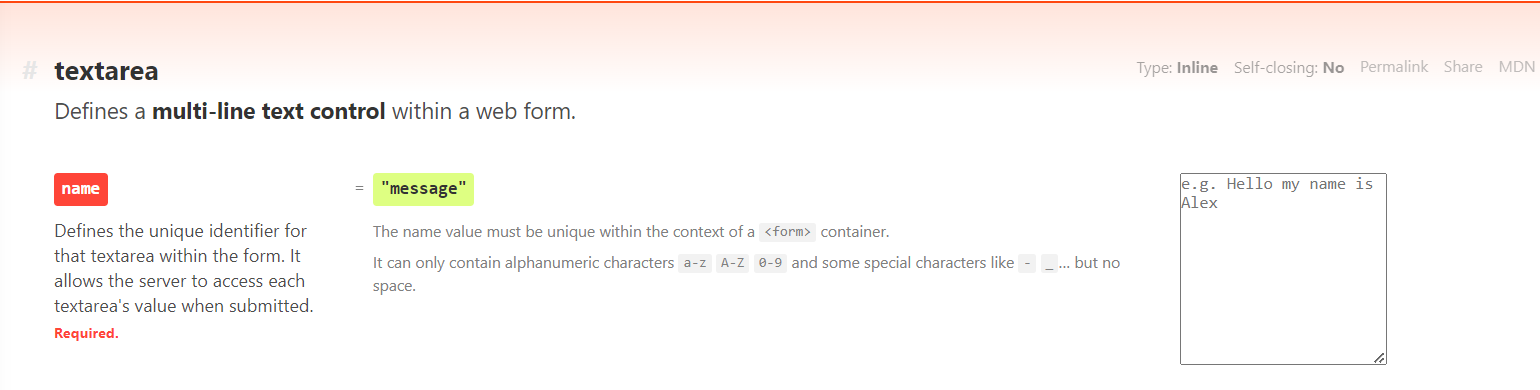 # textarea
Type: Inline Self-closing: No Permalink Share MDN
Defines a multi-line text control within a web form.
name = "message"
Defines the unique identifier for
that textarea within the form. It
allows the server to access each
textarea's value when submitted.
Required.
The name value must be unique within the context of a <form> container.
It can only contain alphanumeric characters a-z A-Z 0-9 and some special characters like - _... but no
space.
e.g. Hello my name is
Alex